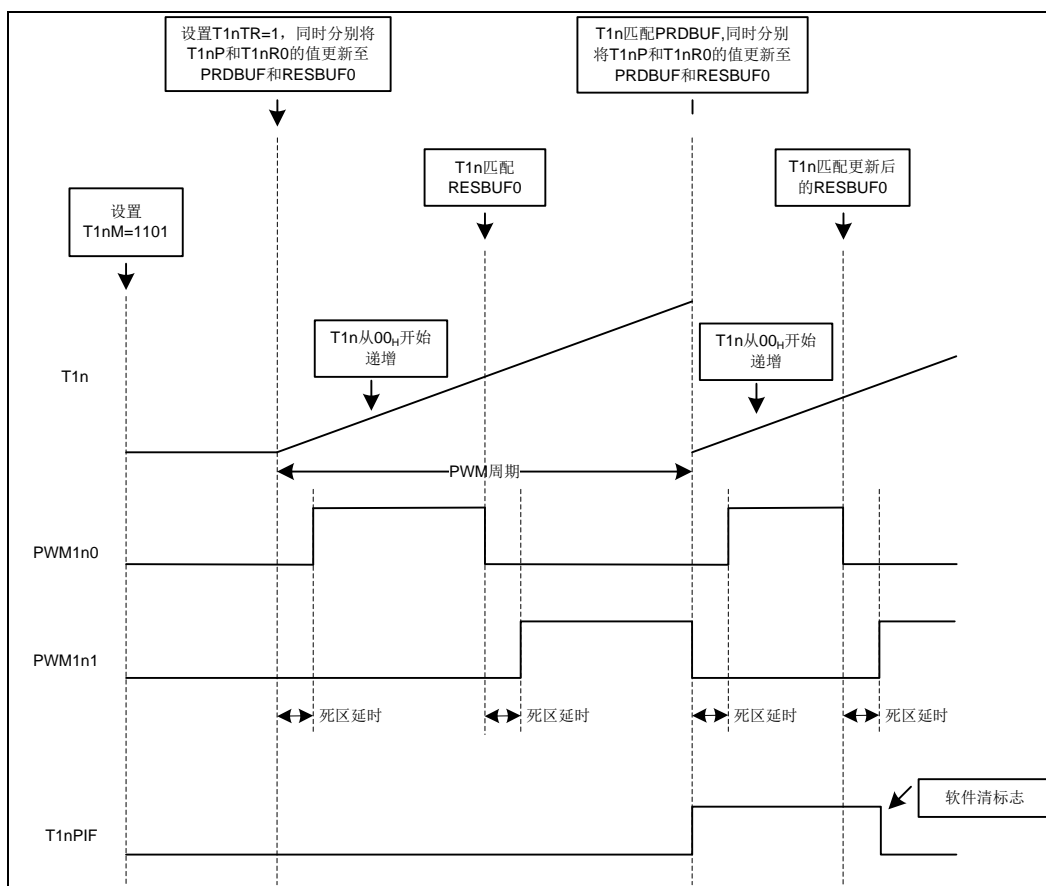 设置T1nTR=1，同时分别将
T1nP和T1nR0的值更新至
PRDBUF和RESBUF0
T1n匹配PRDBUF,同时分别
将T1nP和T1nR0的值更新至
PRDBUF和RESBUF0
T1n匹配
RESBUF0
T1n匹配更新后
的RESBUF0
设置
T1nM=1101
T1n从00H开始
递增
T1n从00H开始
递增
T1n
PWM周期
PWM1n0
PWM1n1
死区延时
死区延时
死区延时
死区延时
软件清标志
T1nPIF